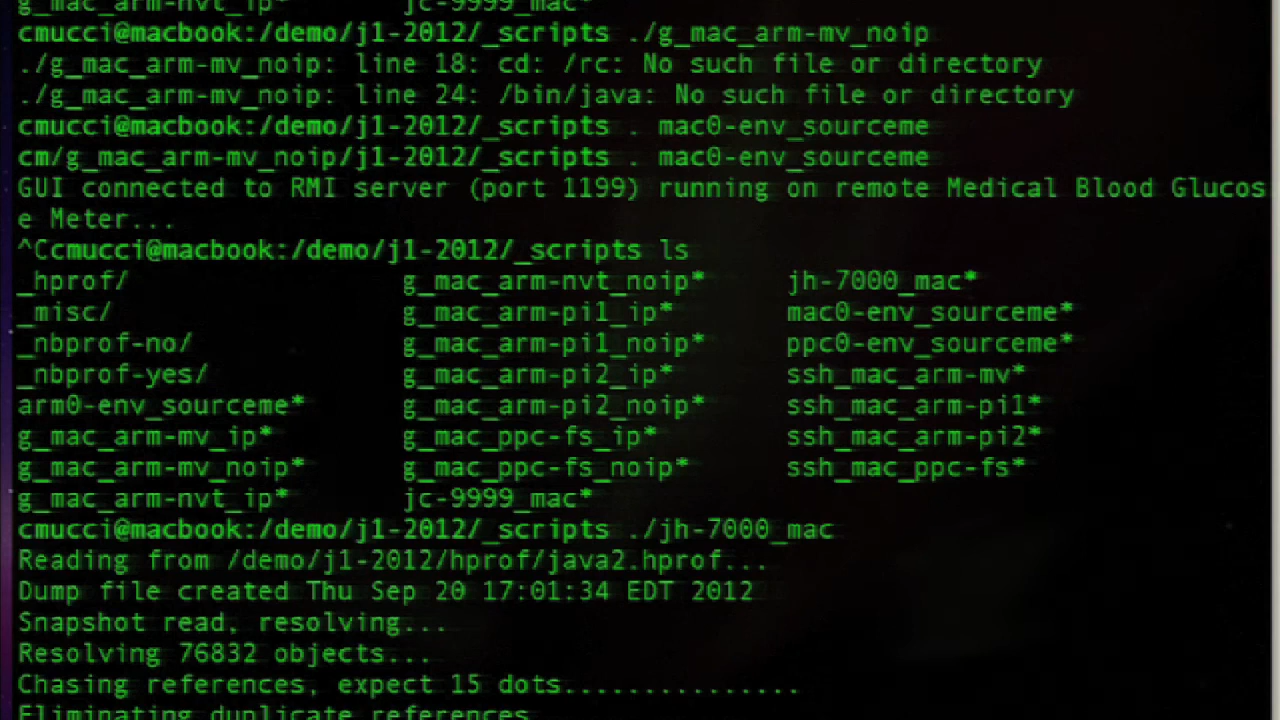 g_mac_arm-nvt_ip* jc-9999_mac*
cmucci@macbook:/demo/j1-2012/_scripts ./g_mac_arm-mv_noip
./g_mac_arm-mv_noip: line 18: cd: /rc: No such file or directory
./g_mac_arm-mv_noip: line 24: /bin/java: No such file or directory
cmucci@macbook:/demo/j1-2012/_scripts . mac0-env_sourceme
cm/g_mac_arm-mv_noip/j1-2012/_scripts . mac0-env_sourceme
GUI connected to RMI server (port 1199) running on remote Medical Blood Glucos
e Meter...
^Ccmucci@macbook:/demo/j1-2012/_scripts ls
_hprof/ g_mac_arm-nvt_noip* jh-7000_mac*
_misc/ g_mac_arm-pi1_ip* mac0-env_sourceme*
_nbprof-no/ g_mac_arm-pi1_noip* ppc0-env_sourceme*
_nbprof-yes/ g_mac_arm-pi2_ip* ssh_mac_arm-mv*
arm0-env_sourceme* g_mac_arm-pi2_noip* ssh_mac_arm-pi1*
g_mac_arm-mv_ip* g_mac_ppc-fs_ip* ssh_mac_arm-pi2*
g_mac_arm-mv_noip* g_mac_ppc-fs_noip* ssh_mac_ppc-fs*
g_mac_arm-nvt_ip* jc-9999_mac*
cmucci@macbook:/demo/j1-2012/_scripts ./jh-7000_mac
Reading from /demo/j1-2012/hprof/java2.hprof...
Dump file created Thu Sep 20 17:01:34 EDT 2012
Snapshot read, resolving...
Resolving 76832 objects...
Chasing references, expect 15 dots...............
Eliminating duplicate references